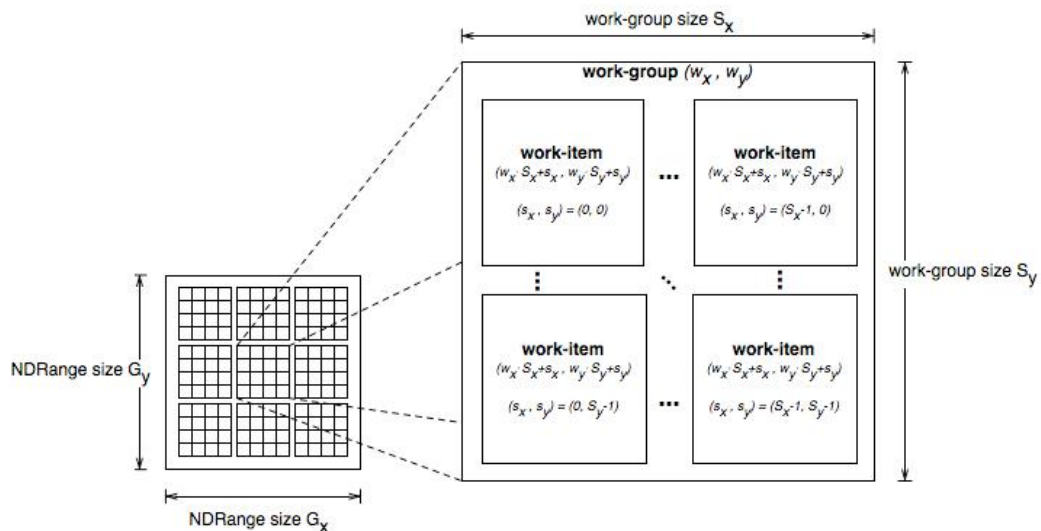 work-group size Sx
work-group (wx , wy)
work-item
(wx· Sx+sx , wy· Sy+sy)
(sx , sy) = (0, 0)
...
work-item
(wx· Sx+sx , wy· Sy+sy)
(sx , sy) = (Sx-1, 0)
work-group size Sy
work-item
(wx· Sx+sx , wy· Sy+sy)
(sx , sy) = (0, Sy-1)
...
work-item
(wx· Sx+sx , wy· Sy+sy)
(sx , sy) = (Sx-1, Sy-1)
NDRange size Gy
NDRange size Gx